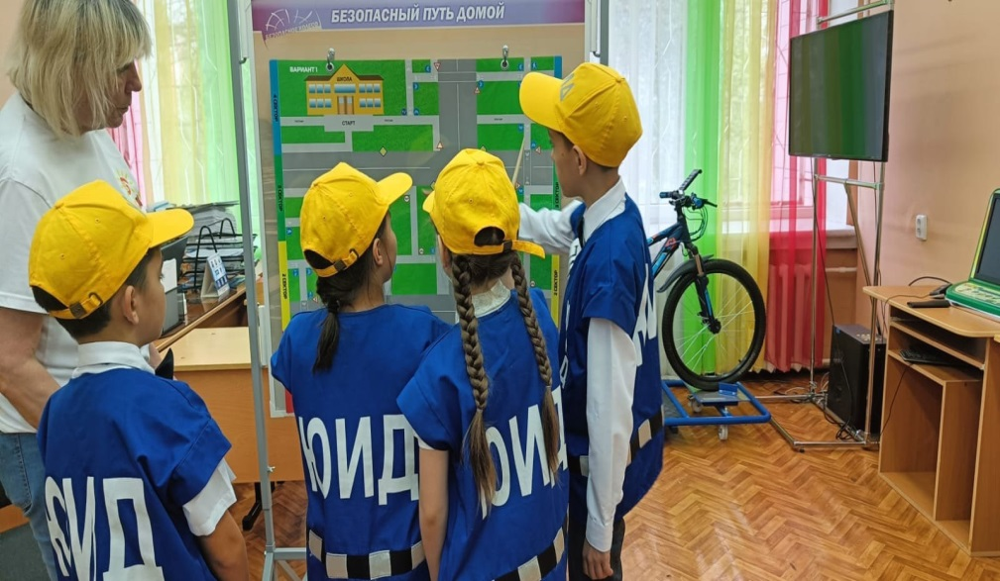 БЕЗОПАСНЫЙ ПУТЬ ДОМОЙ
ВАРИАНТ 1
ШКОЛА
СТАРТ
ЮИД
ЮИД
ЮИД